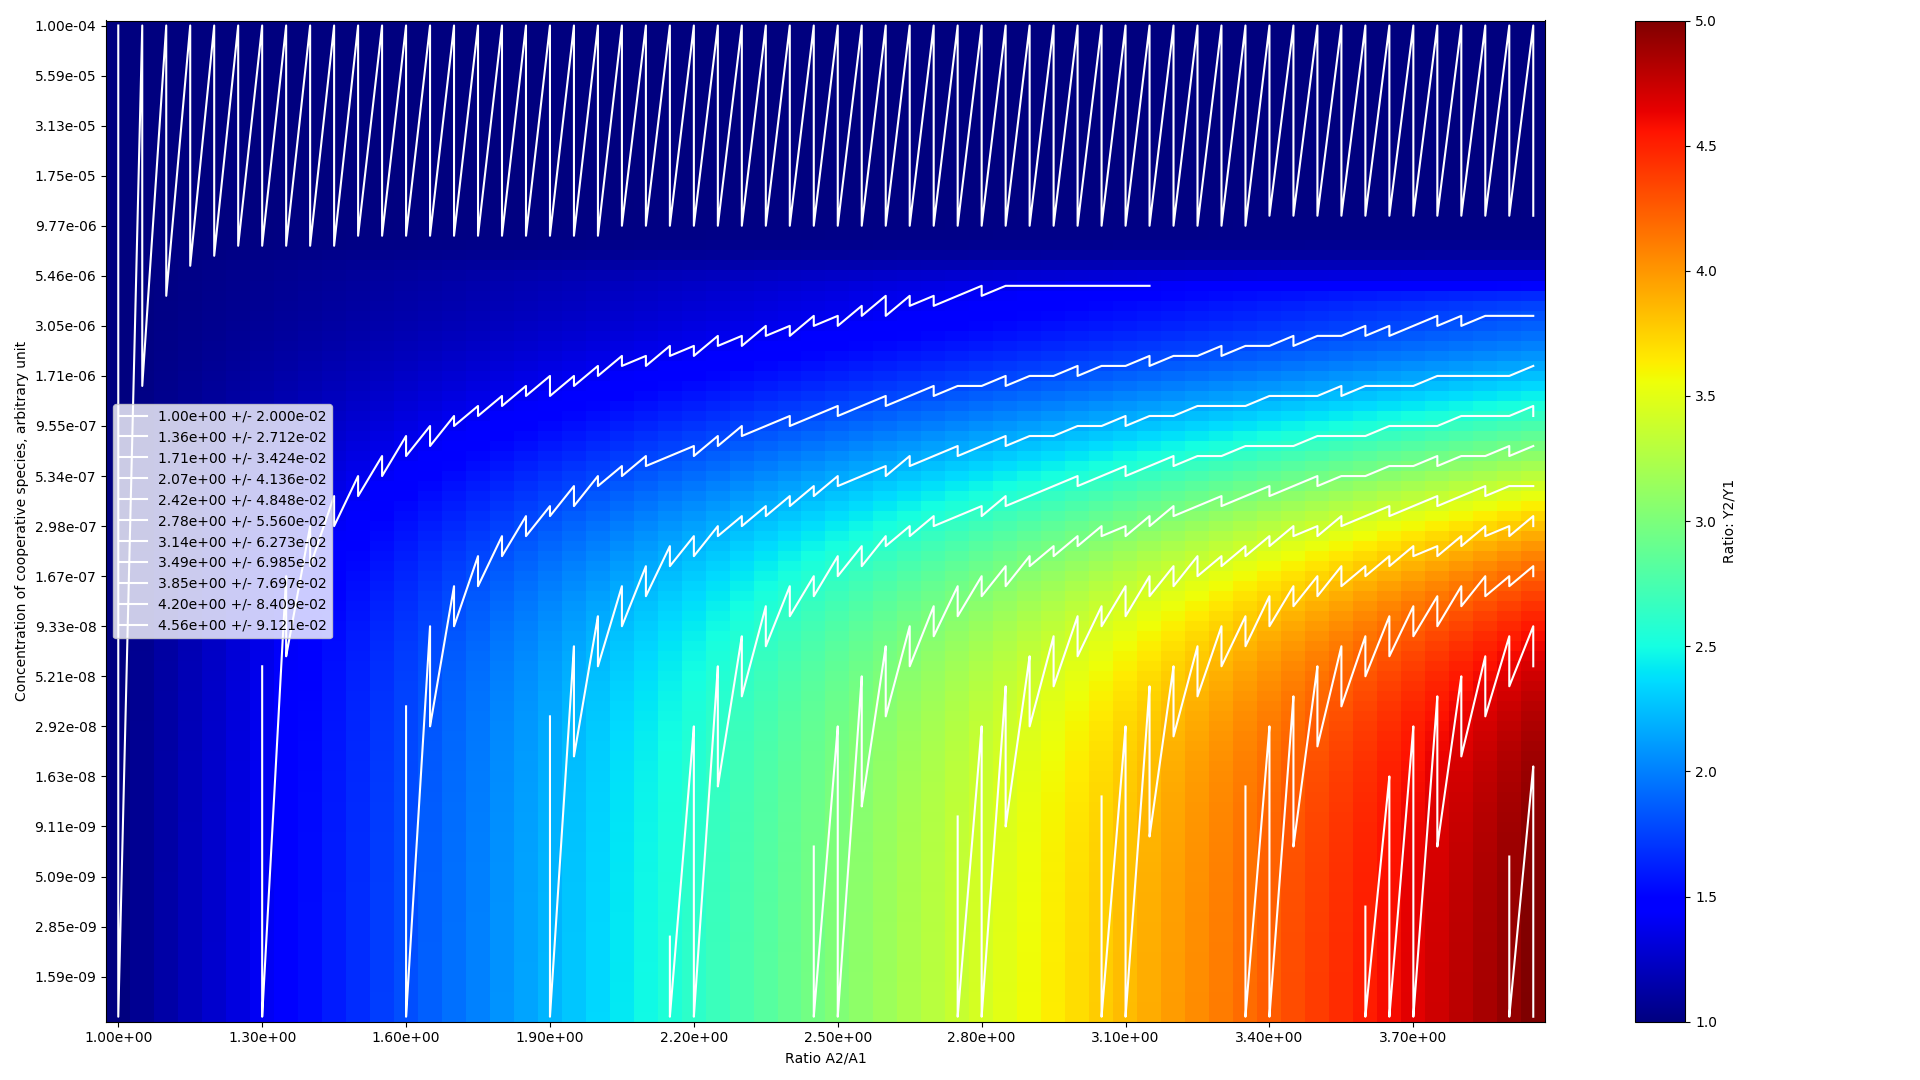 Concentration of cooperative species, arbitrary unit
1.00e-04
5.59e-05
3.13e-05
1.75e-05
9.77e-06
5.46e-06
3.05e-06
1.71e-06
9.55e-07
5.34e-07
2.98e-07
1.67e-07
9.33e-08
5.21e-08
2.92e-08
1.63e-08
9.11e-09
5.09e-09
2.85e-09
1.59e-09
1.00e+00 +/- 2.000e-02
1.36e+00 +/- 2.712e-02
1.71e+00 +/- 3.424e-02
2.07e+00 +/- 4.136e-02
2.42e+00 +/- 4.848e-02
2.78e+00 +/- 5.560e-02
3.14e+00 +/- 6.273e-02
3.49e+00 +/- 6.985e-02
3.85e+00 +/- 7.697e-02
4.20e+00 +/- 8.409e-02
4.56e+00 +/- 9.121e-02
1.00E+00 1.30E+00 1.60E+00 1.90E+00 2.20E+00 2.50E+00 2.80E+00 3.10E+00 3.40E+00 3.70E+00
Ratio A2/A1
5.0
4.5
4.0
3.5
3.0
2.5
2.0
1.5
1.0
Ratio: Y2/Y1